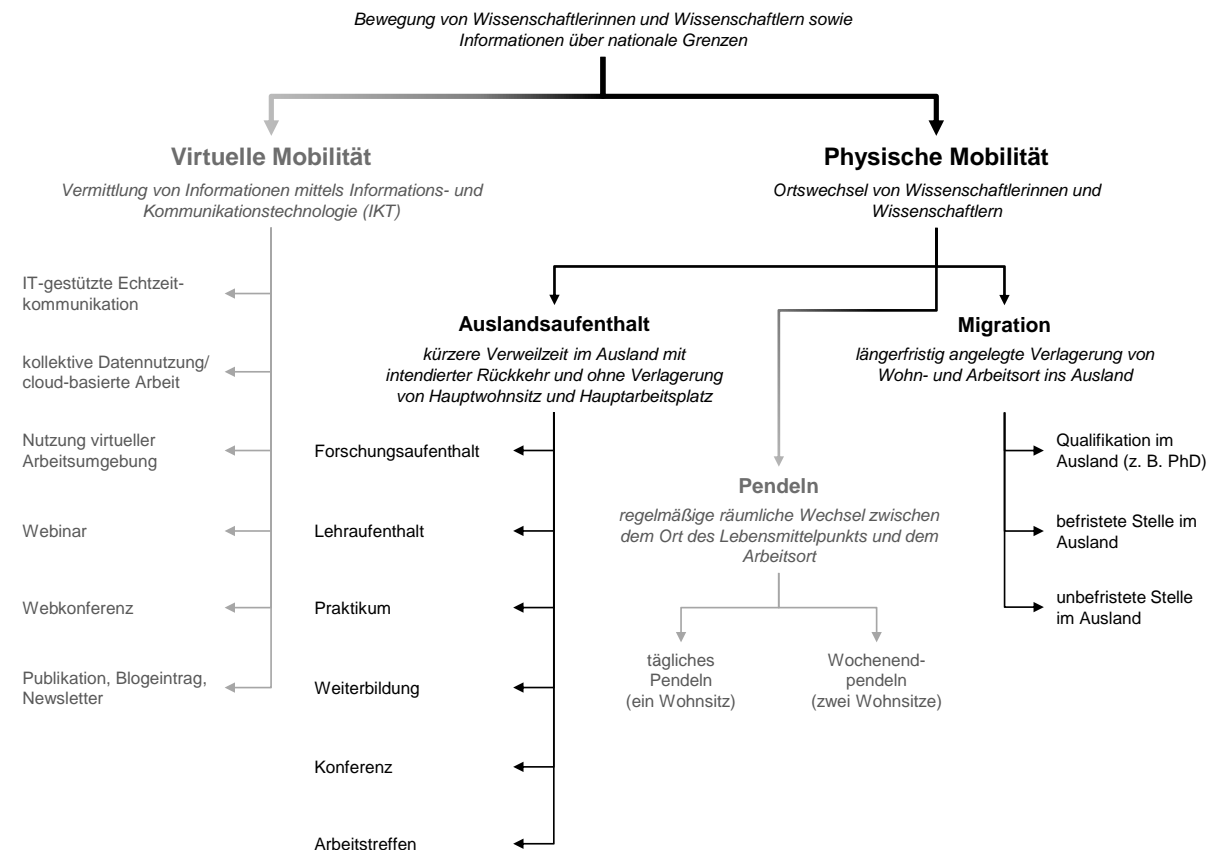 Bewegung von Wissenschaftlerinnen und Wissenschaftlern sowie
Informationen über nationale Grenzen
Virtuelle Mobilität
Vermittlung von Informationen mittels Informations- und
Kommunikationstechnologie (IKT)
IT-gestützte Echtzeit-
kommunikation
kollektive Datennutzung/
cloud-basierte Arbeit
Nutzung virtueller
Arbeitsumgebung
Webinar
Webkonferenz
Publikation, Blogeintrag,
Newsletter
Physische Mobilität
Ortswechsel von Wissenschaftlerinnen und
Wissenschaftlern
Auslandsaufenthalt
kürzere Verweilzeit im Ausland mit
intendierter Rückkehr und ohne Verlagerung
von Hauptwohnsitz und Hauptarbeitsplatz
Forschungsaufenthalt
Lehraufenthalt
Praktikum
Weiterbildung
Konferenz
Arbeitstreffen
Pendeln
regelmäßige räumliche Wechsel zwischen
dem Ort des Lebensmittelpunkts und dem
Arbeitsort
tägliches
Pendeln
(ein Wohnsitz)
Wochenend-
pendeln
(zwei Wohnsitze)
Migration
längerfristig angelegte Verlagerung von
Wohn- und Arbeitsort ins Ausland
Qualifikation im
Ausland (z. B. PhD)
befristete Stelle im
Ausland
unbefristete Stelle
im Ausland